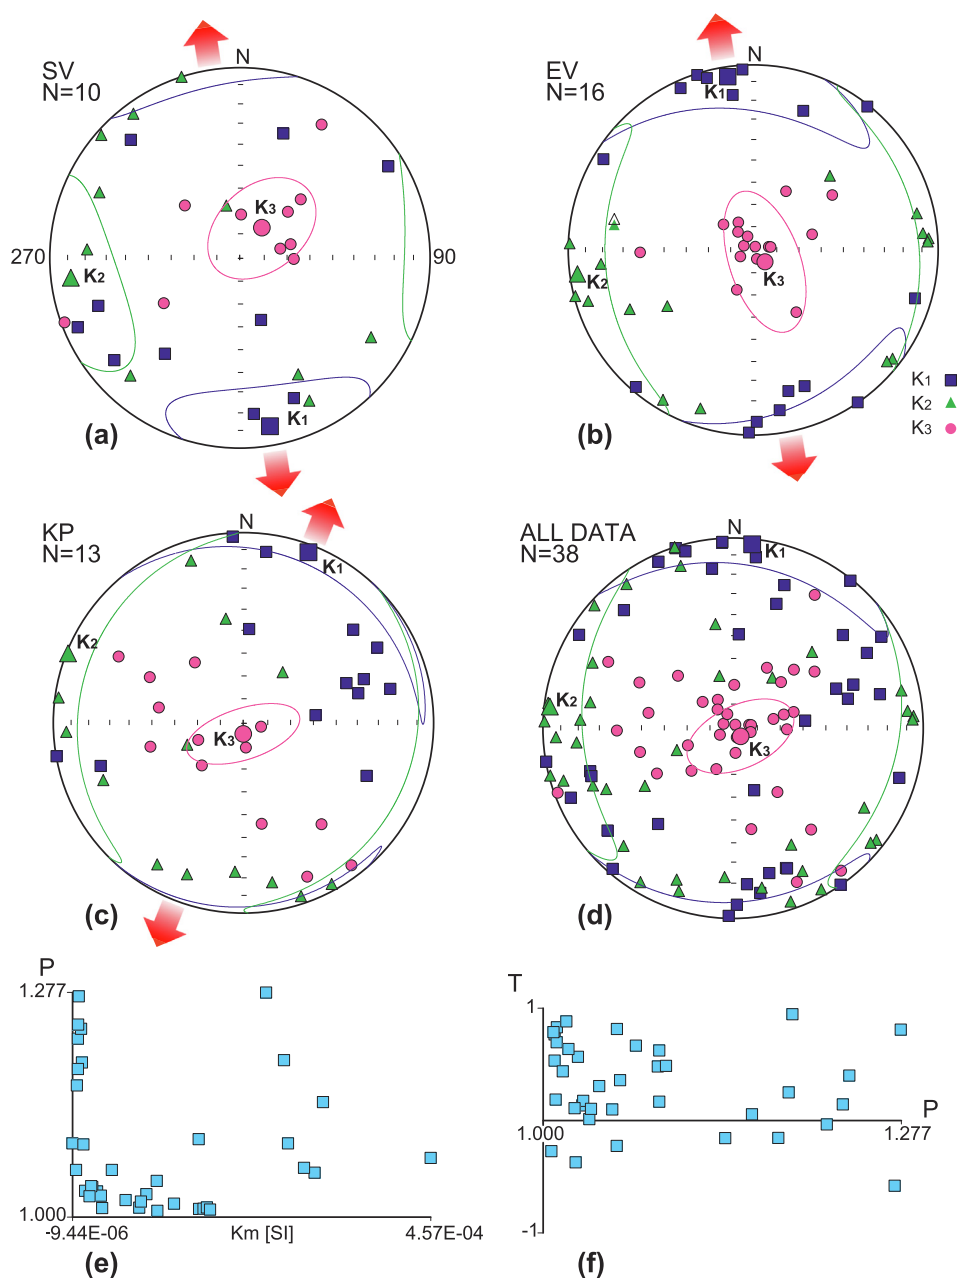 N
SV
N=10
270
90
K3
K2
K1
(a)
N
EV
N=16
K1
K2
K3
(b)
K1
K2
K3
N
KP
N=13
K1
K2
K3
(c)
N
ALL DATA
N=38
K1
K2
K3
(d)
P
1.277
1.000
-9.44E-06
Km [SI]
4.57E-04
(e)
T
1
1.000
P
1.277
-1
(f)